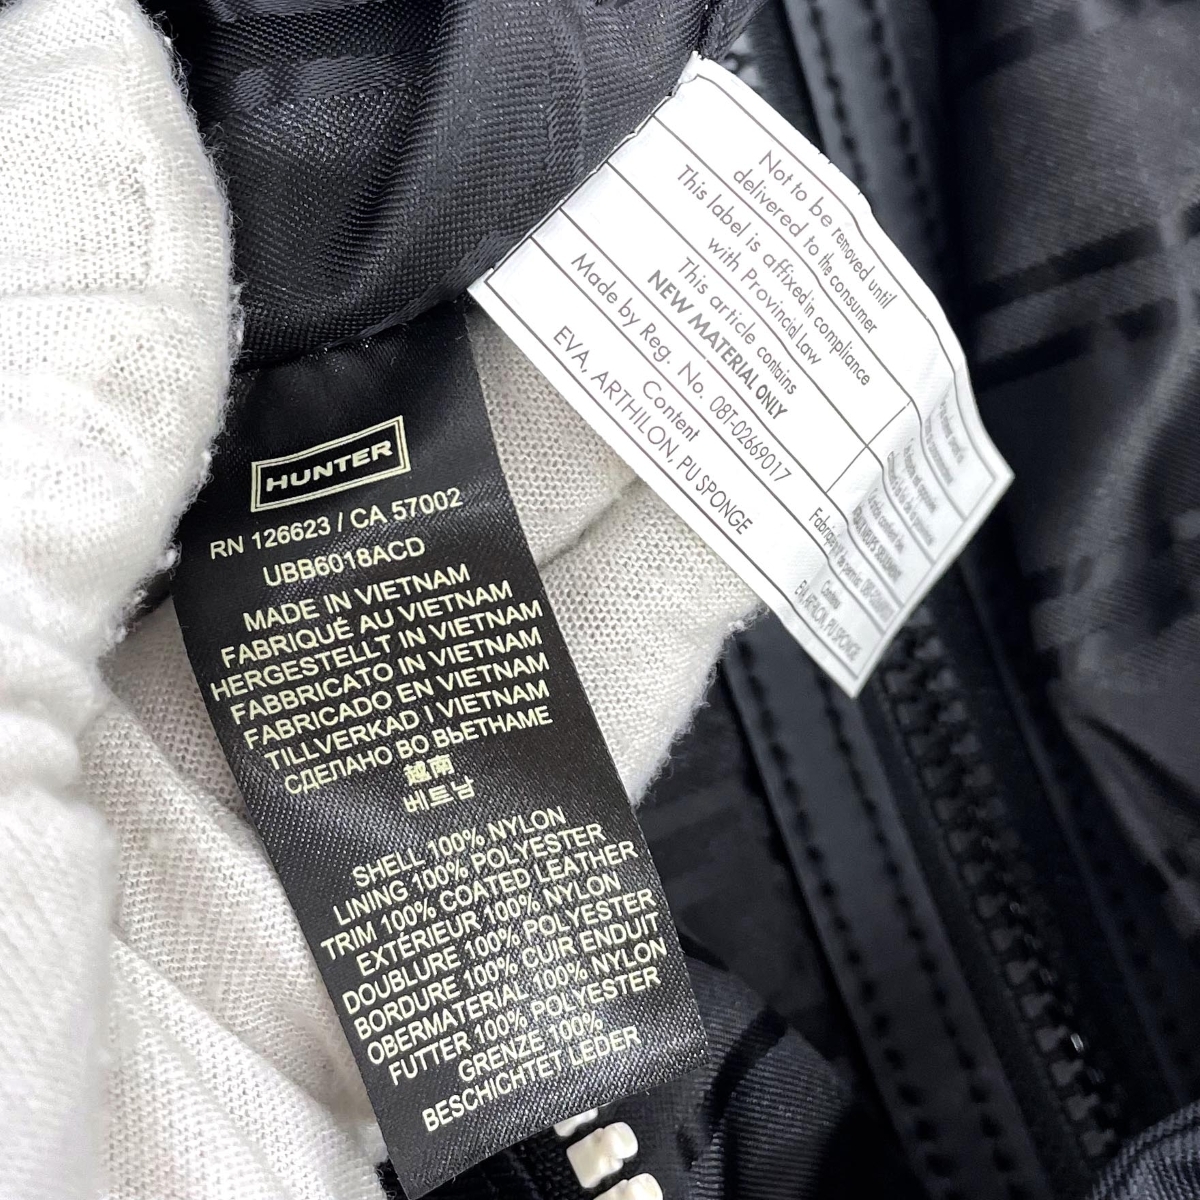 HUNTER
RN 126623 / CA 57002
UBB6018ACD
MADE IN VIETNAM
FABRIQUÉ AU VIETNAM
HERGESTELLT IN VIETNAM
FABBRICATO IN VIETNAM
FABRICADO EN VIETNAM
TILLVERKAD I VIETNAM
СДЕЛАНО ВО ВЬЕТНАМЕ
越南
베트남
SHELL 100% NYLON
LINING 100% POLYESTER
TRIM 100% COATED LEATHER
EXTÉRIEUR 100% NYLON
DOUBLURE 100% POLYESTER
BORDURE 100% CUIR ENDUIT
OBERMATERIAL 100% NYLON
FUTTER 100% POLYESTER
GRENZE 100%
BESCHICHTET LEDER
Not to be removed until
delivered to the consumer
This label is affixed in compliance
with Provincial Law
This article contains
NEW MATERIAL ONLY
Made by Reg. No. 08T-02669017
Content
EVA, ARTHILON, PU SPONGE